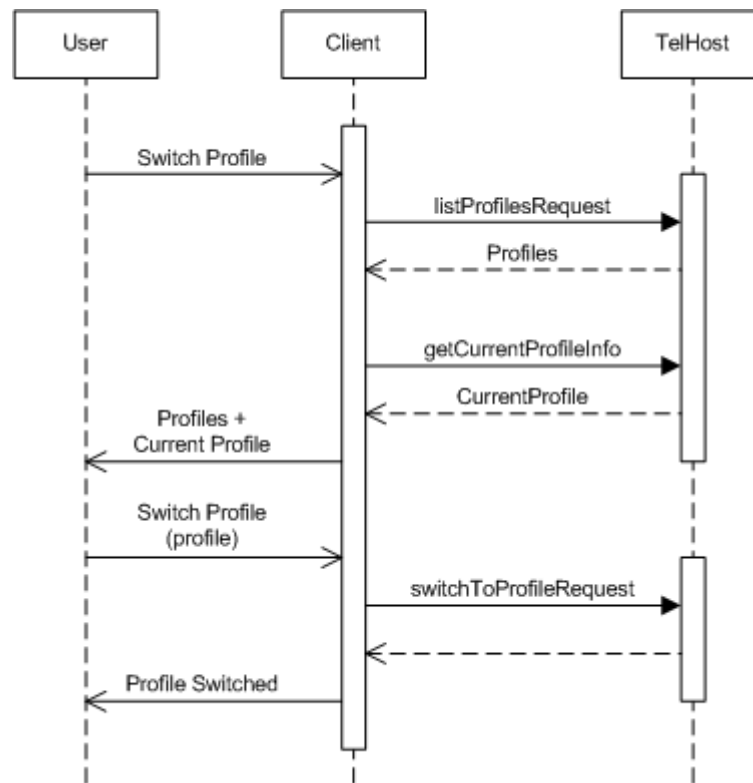 User
Client
TelHost
Switch Profile
listProfilesRequest
Profiles
getCurrentProfileInfo
CurrentProfile
Profiles +
Current Profile
Switch Profile
(profile)
switchToProfileRequest
Profile Switched